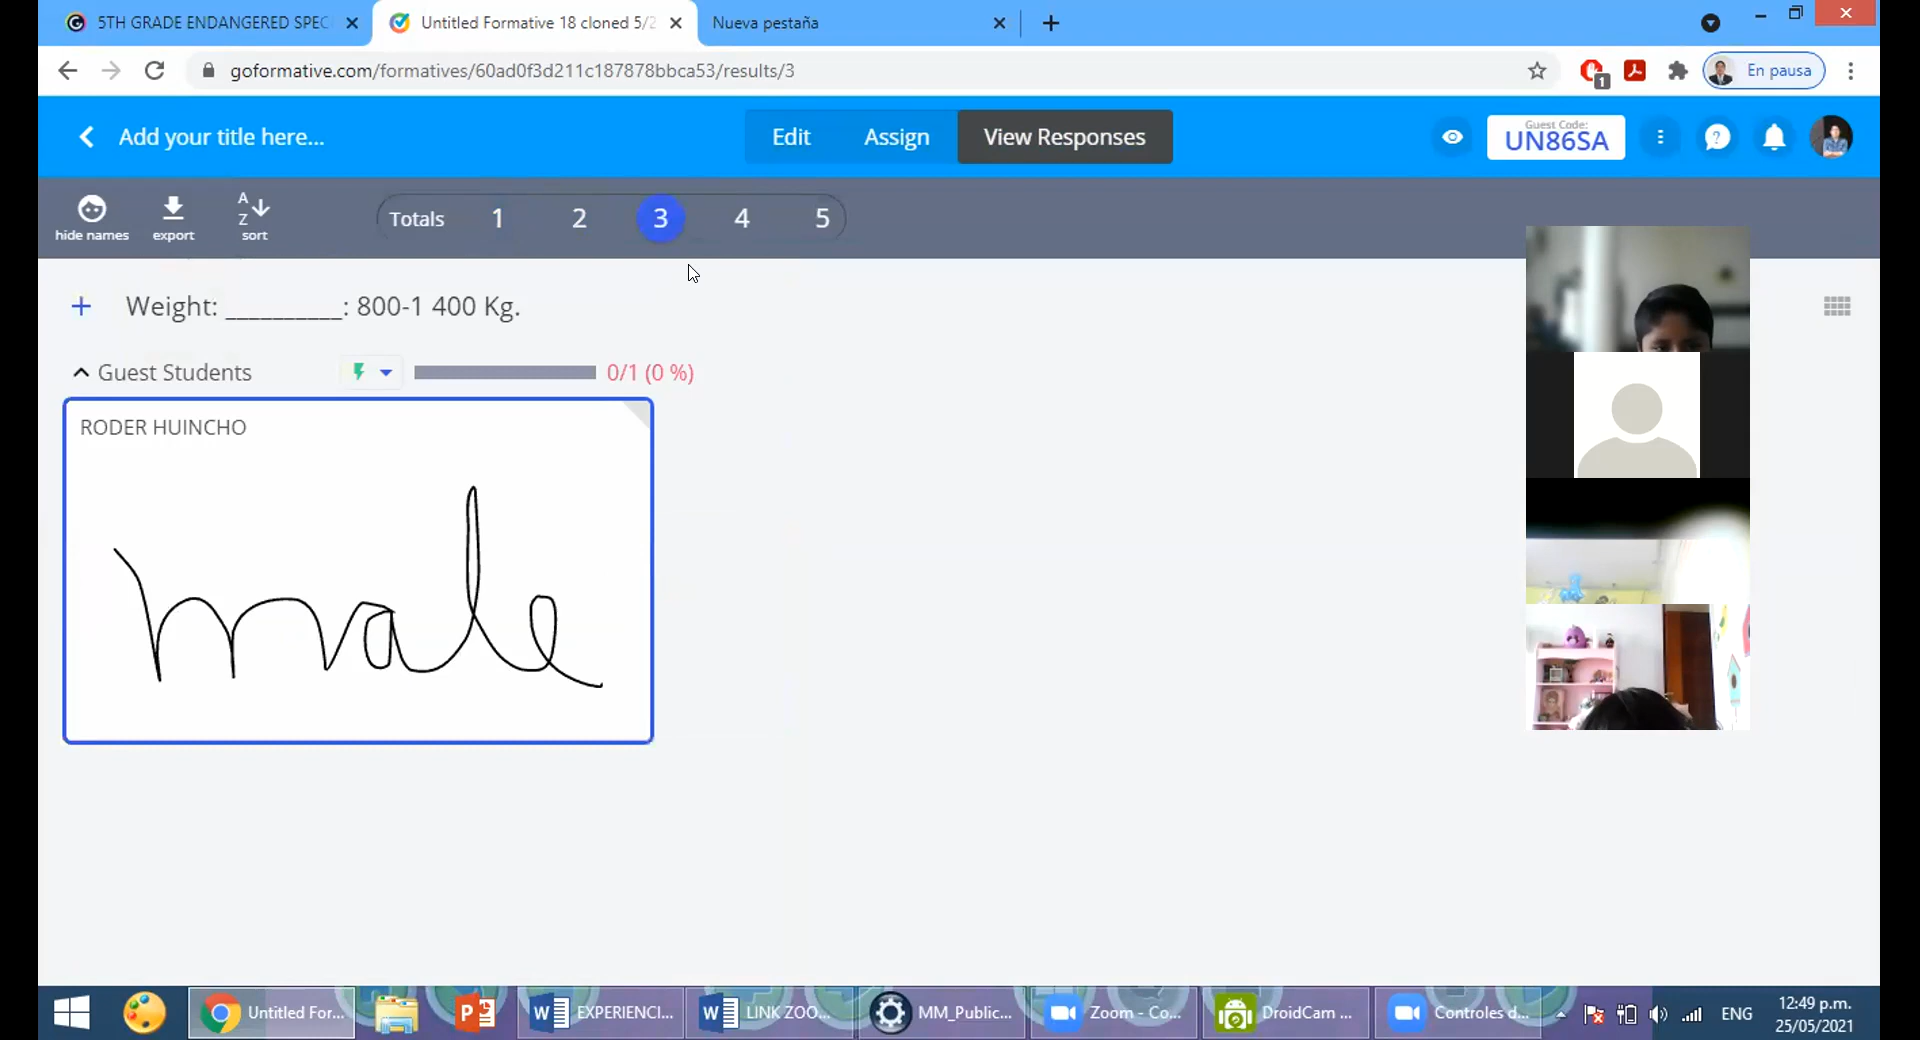 5TH GRADE ENDANGERED SPEC
Untitled Formative 18 cloned 5/2
Nueva pestaña
goformative.com/formatives/60ad0f3d211c187878bbca53/results/3
1
En pausa
Add your title here...
Edit
Assign
View Responses
Guest Code:
UN86SA
hide names
export
A
Z
sort
Totals
1
2
3
4
5
Weight: __________: 800-1 400 Kg.
Guest Students
0/1 (0 %)
RODER HUINCHO
male
Untitled For...
EXPERIENCI...
LINK ZOO...
MM_Public...
Zoom - Co...
DroidCam ...
Controles d...
ENG
12:49 p.m.
25/05/2021